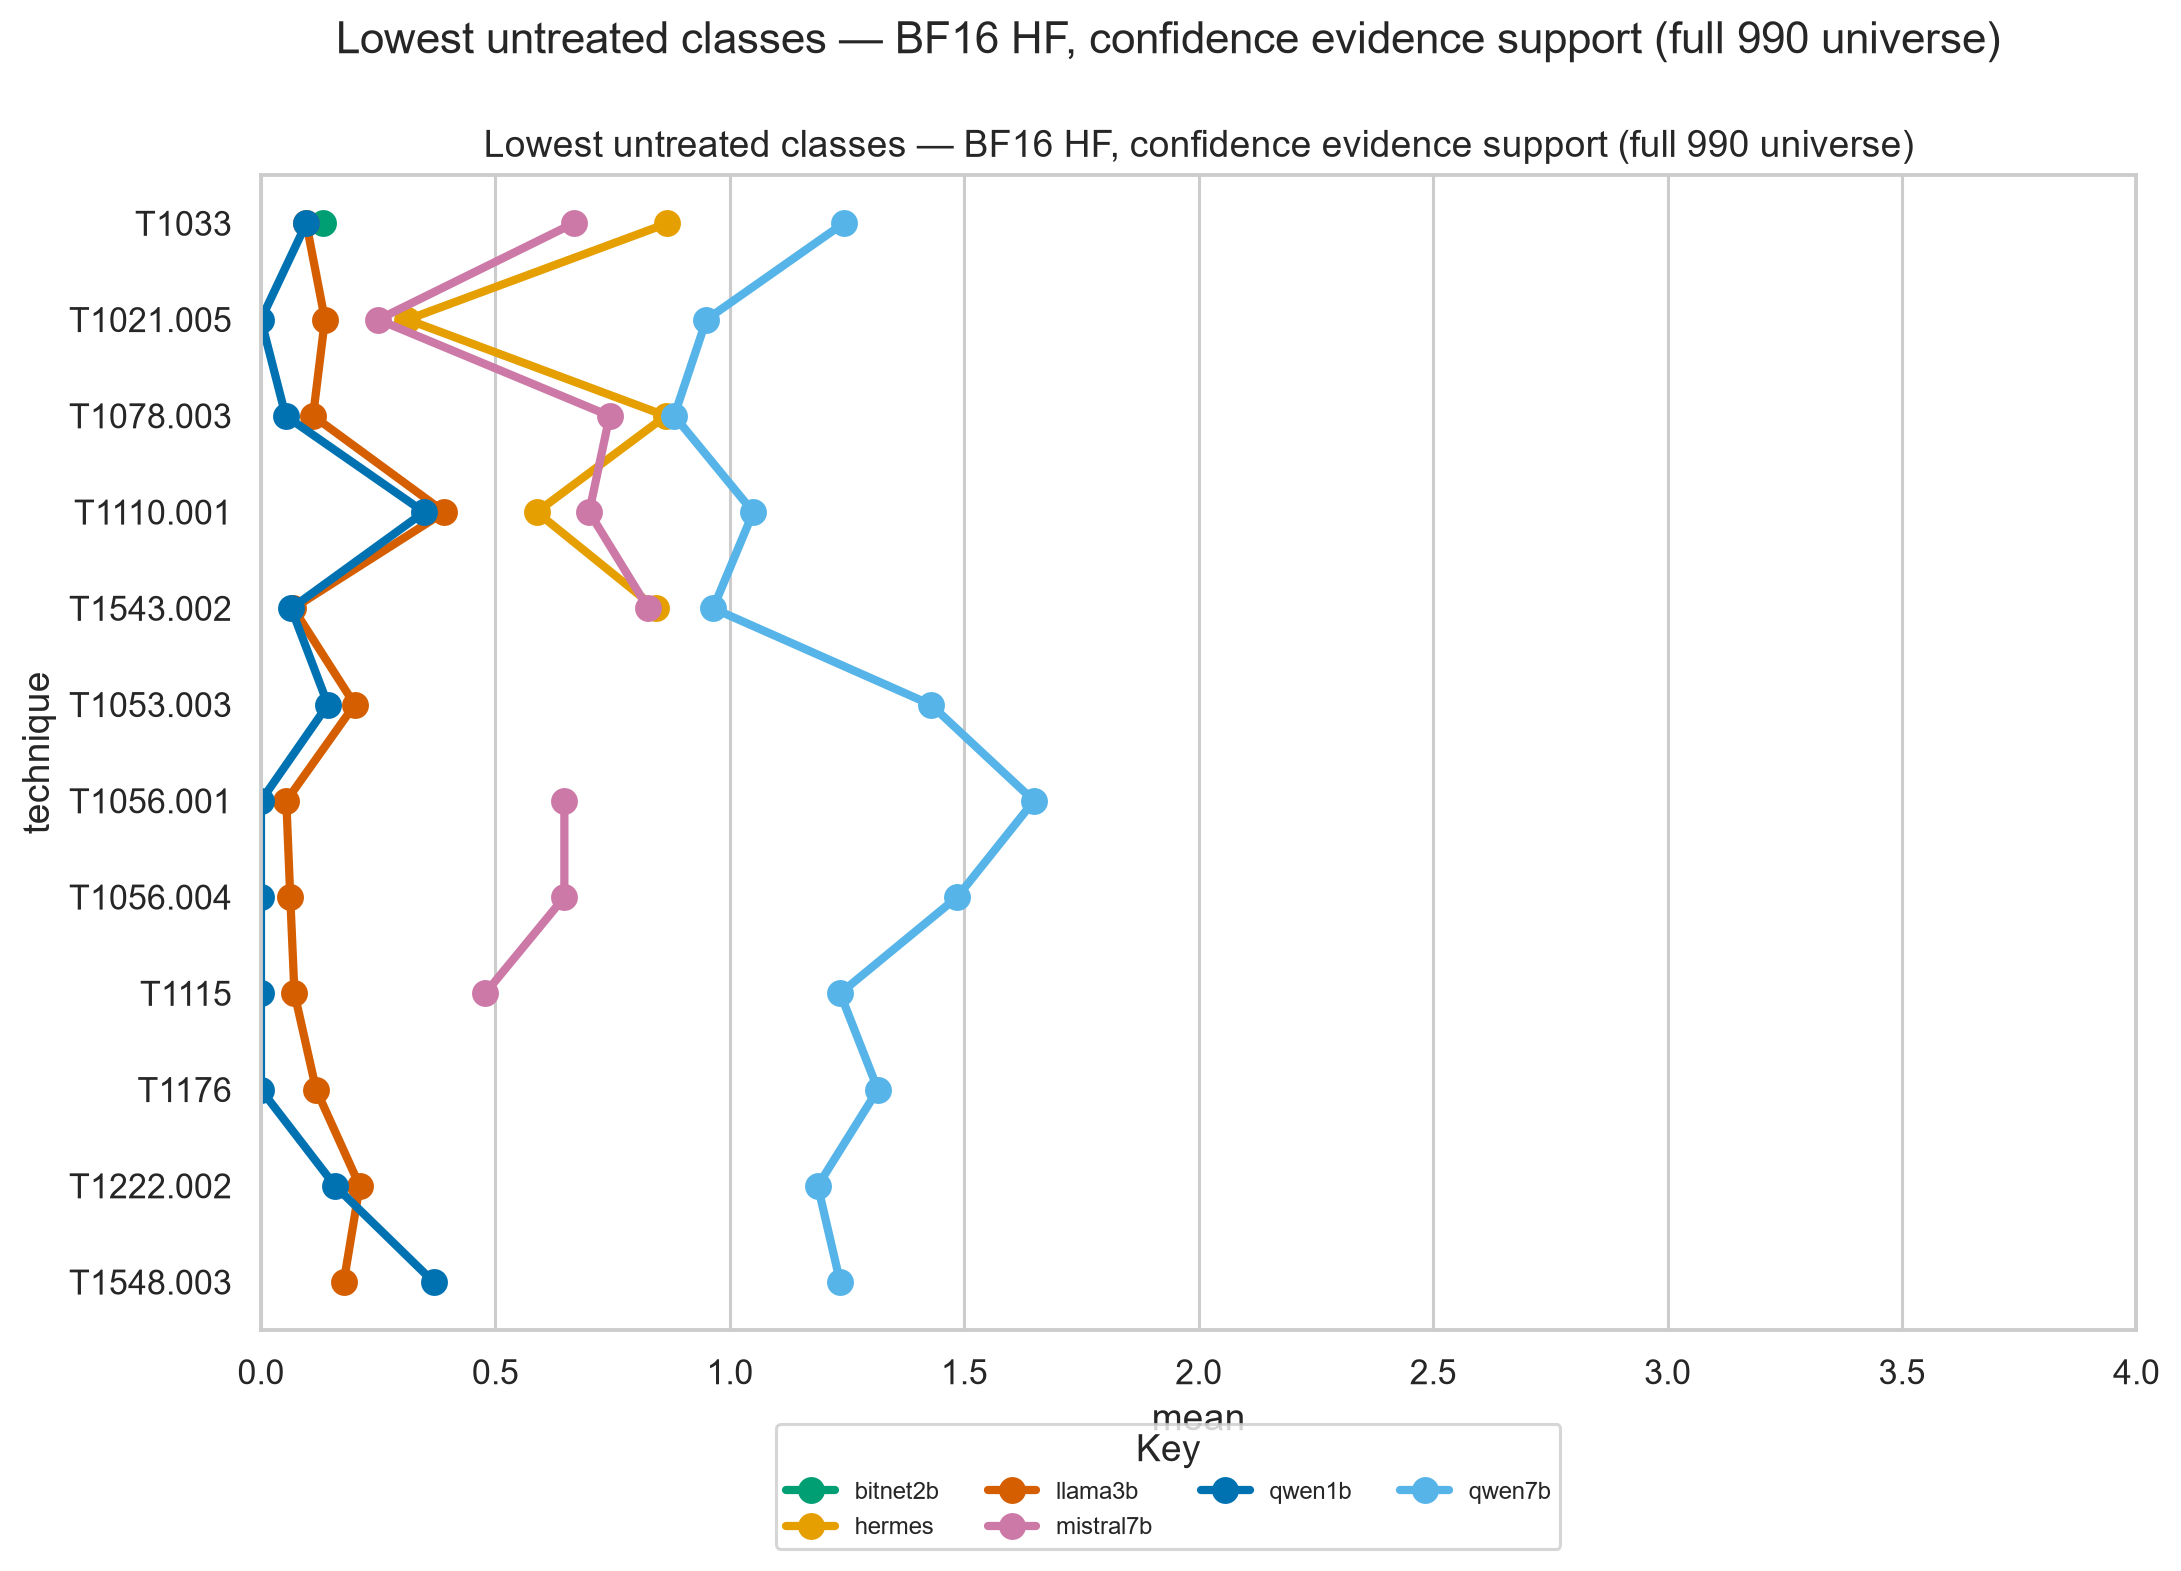 Lowest untreated classes — BF16 HF, confidence evidence support (full 990 universe)
Lowest untreated classes — BF16 HF, confidence evidence support (full 990 universe)
technique
T1033
T1021.005
T1078.003
T1110.001
T1543.002
T1053.003
T1056.001
T1056.004
T1115
T1176
T1222.002
T1548.003
0.0 0.5 1.0 1.5 2.0 2.5 3.0 3.5 4.0
mean
Key
bitnet2b llama3b qwen1b qwen7b
hermes mistral7b